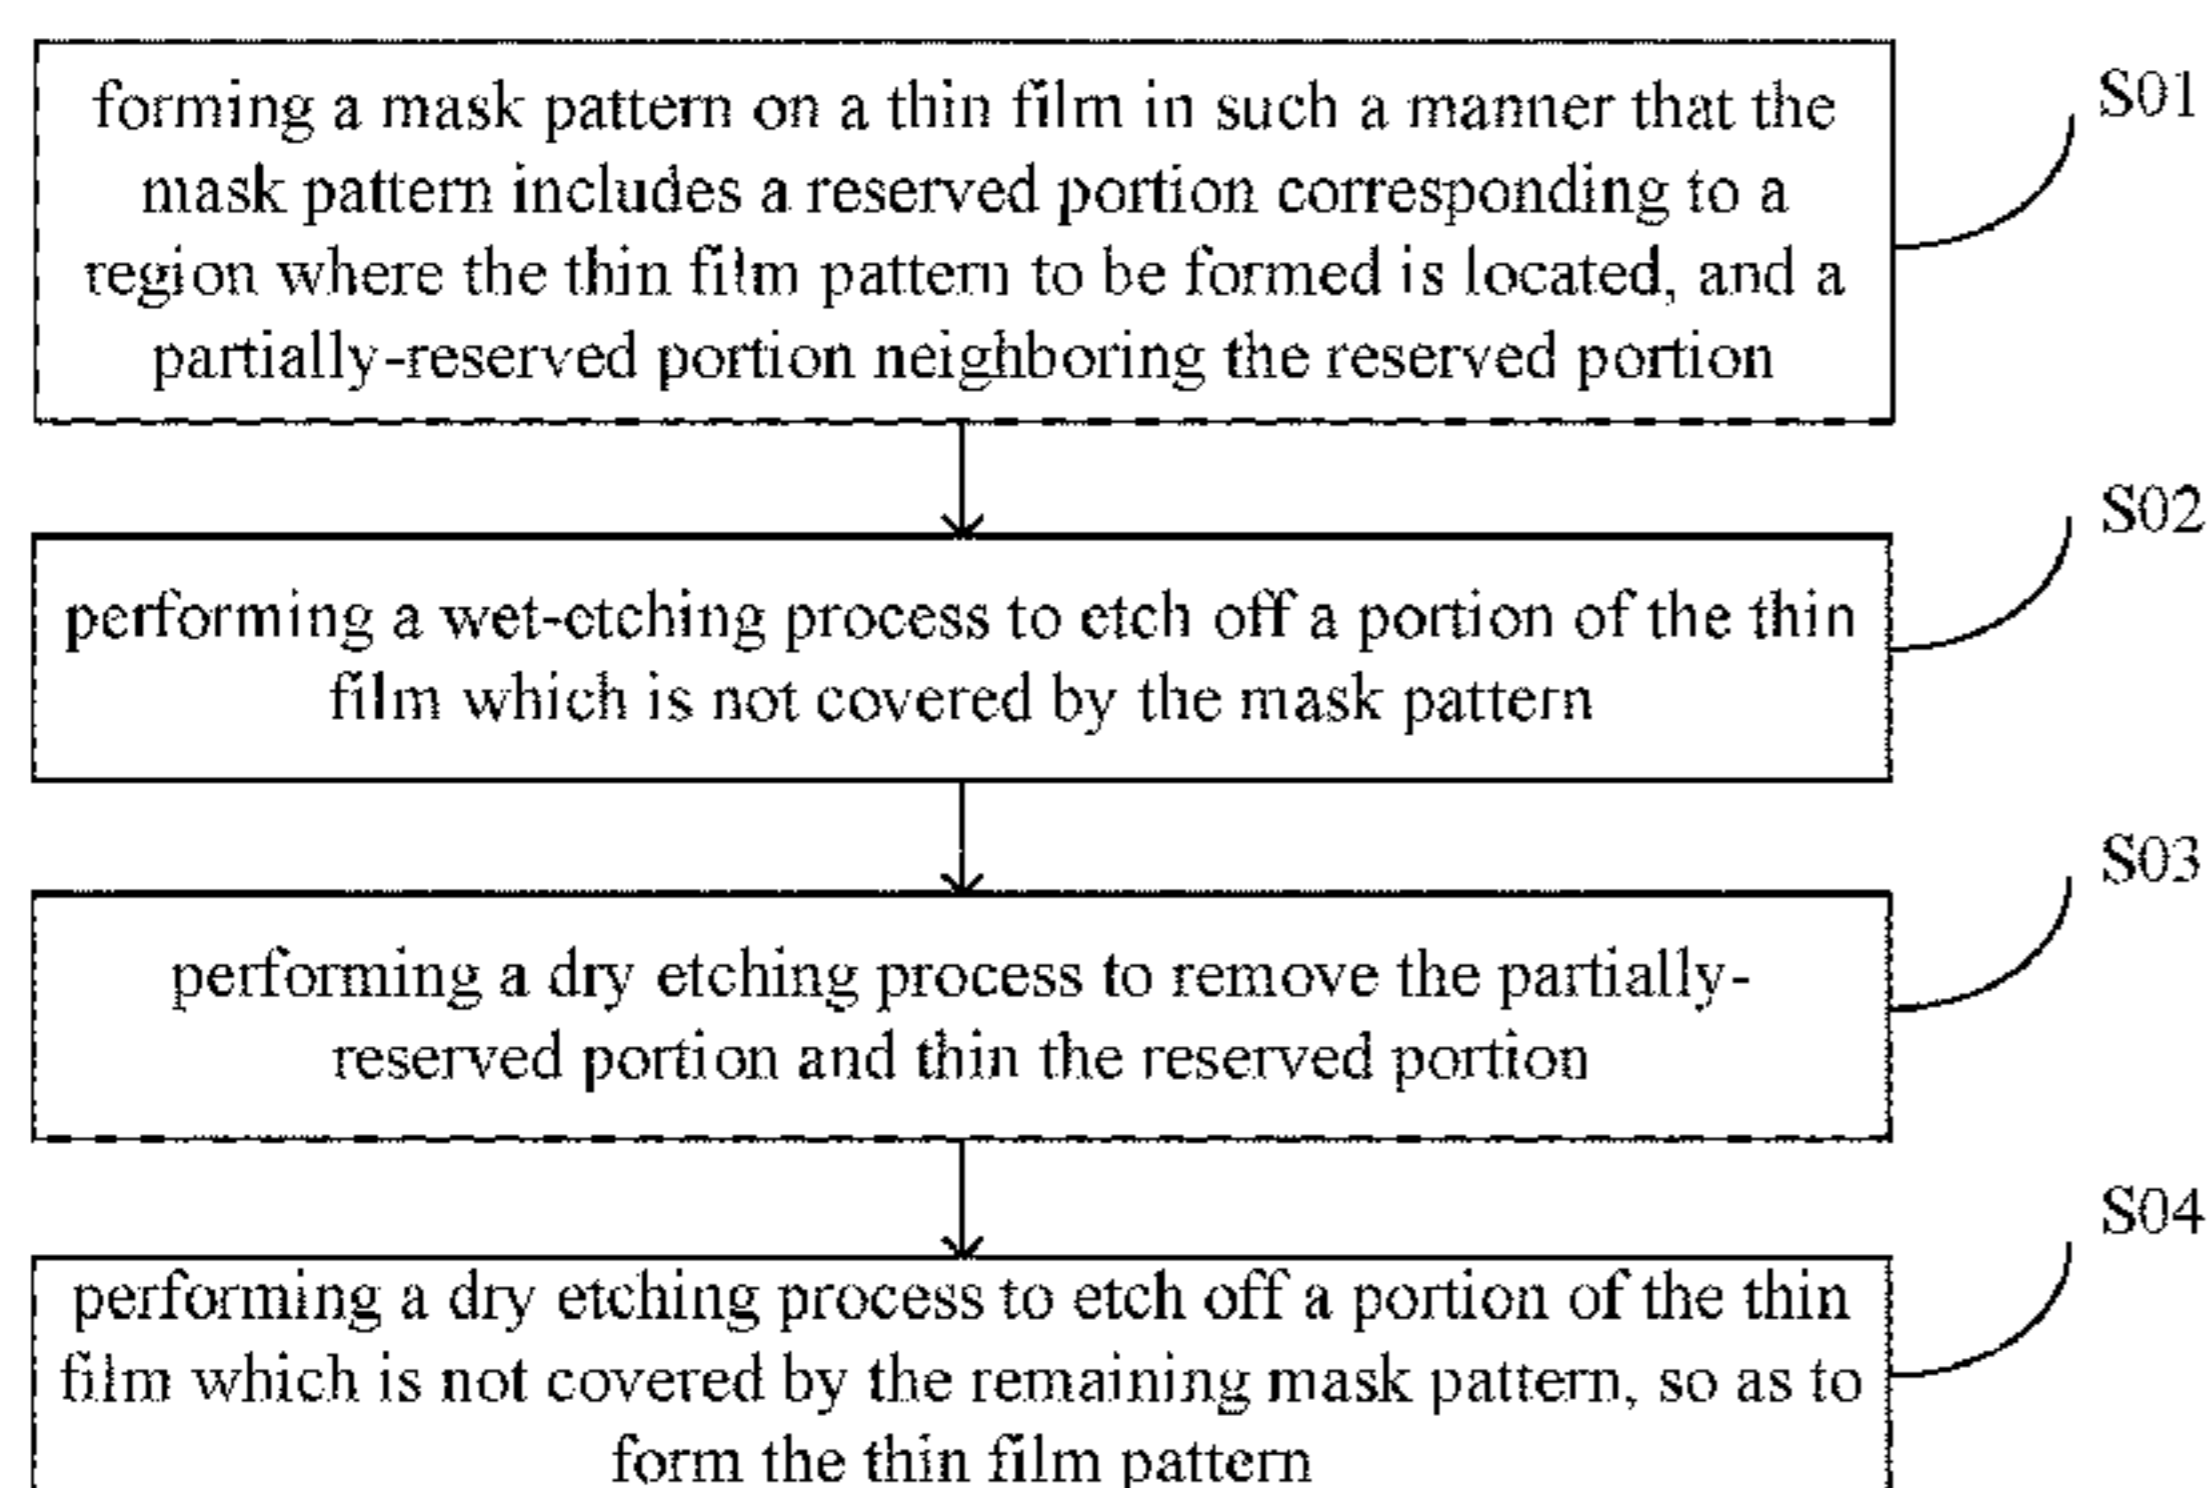 forming a mask pattern on a thin film in such a manner that the
mask pattern includes a reserved portion corresponding to a
region where the thin film pattern to be formed is located, and a
partially-reserved portion neighboring the reserved portion
S01
performing a wet-etching process to etch off a portion of the thin
film which is not covered by the mask pattern
S02
performing a dry etching process to remove the partially-
reserved portion and thin the reserved portion
S03
performing a dry etching process to etch off a portion of the thin
film which is not covered by the remaining mask pattern, so as to
form the thin film pattern
S04